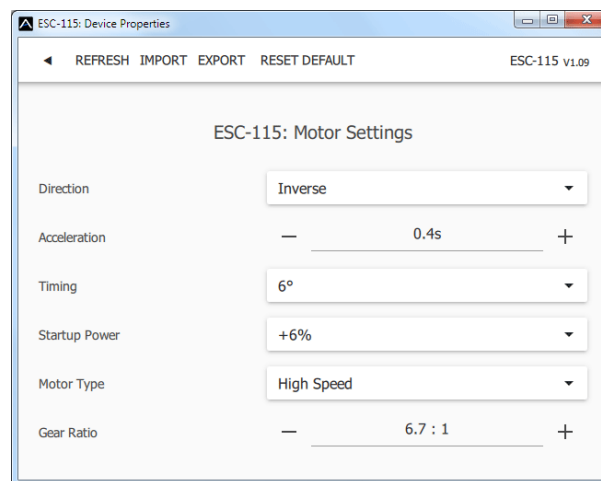 ESC-115: Device Properties
REFRESH IMPORT EXPORT RESET DEFAULT ESC-115 V1.09
ESC-115: Motor Settings
Direction Inverse
Acceleration 0.4s
Timing 6°
Startup Power +6%
Motor Type High Speed
Gear Ratio 6.7 : 1